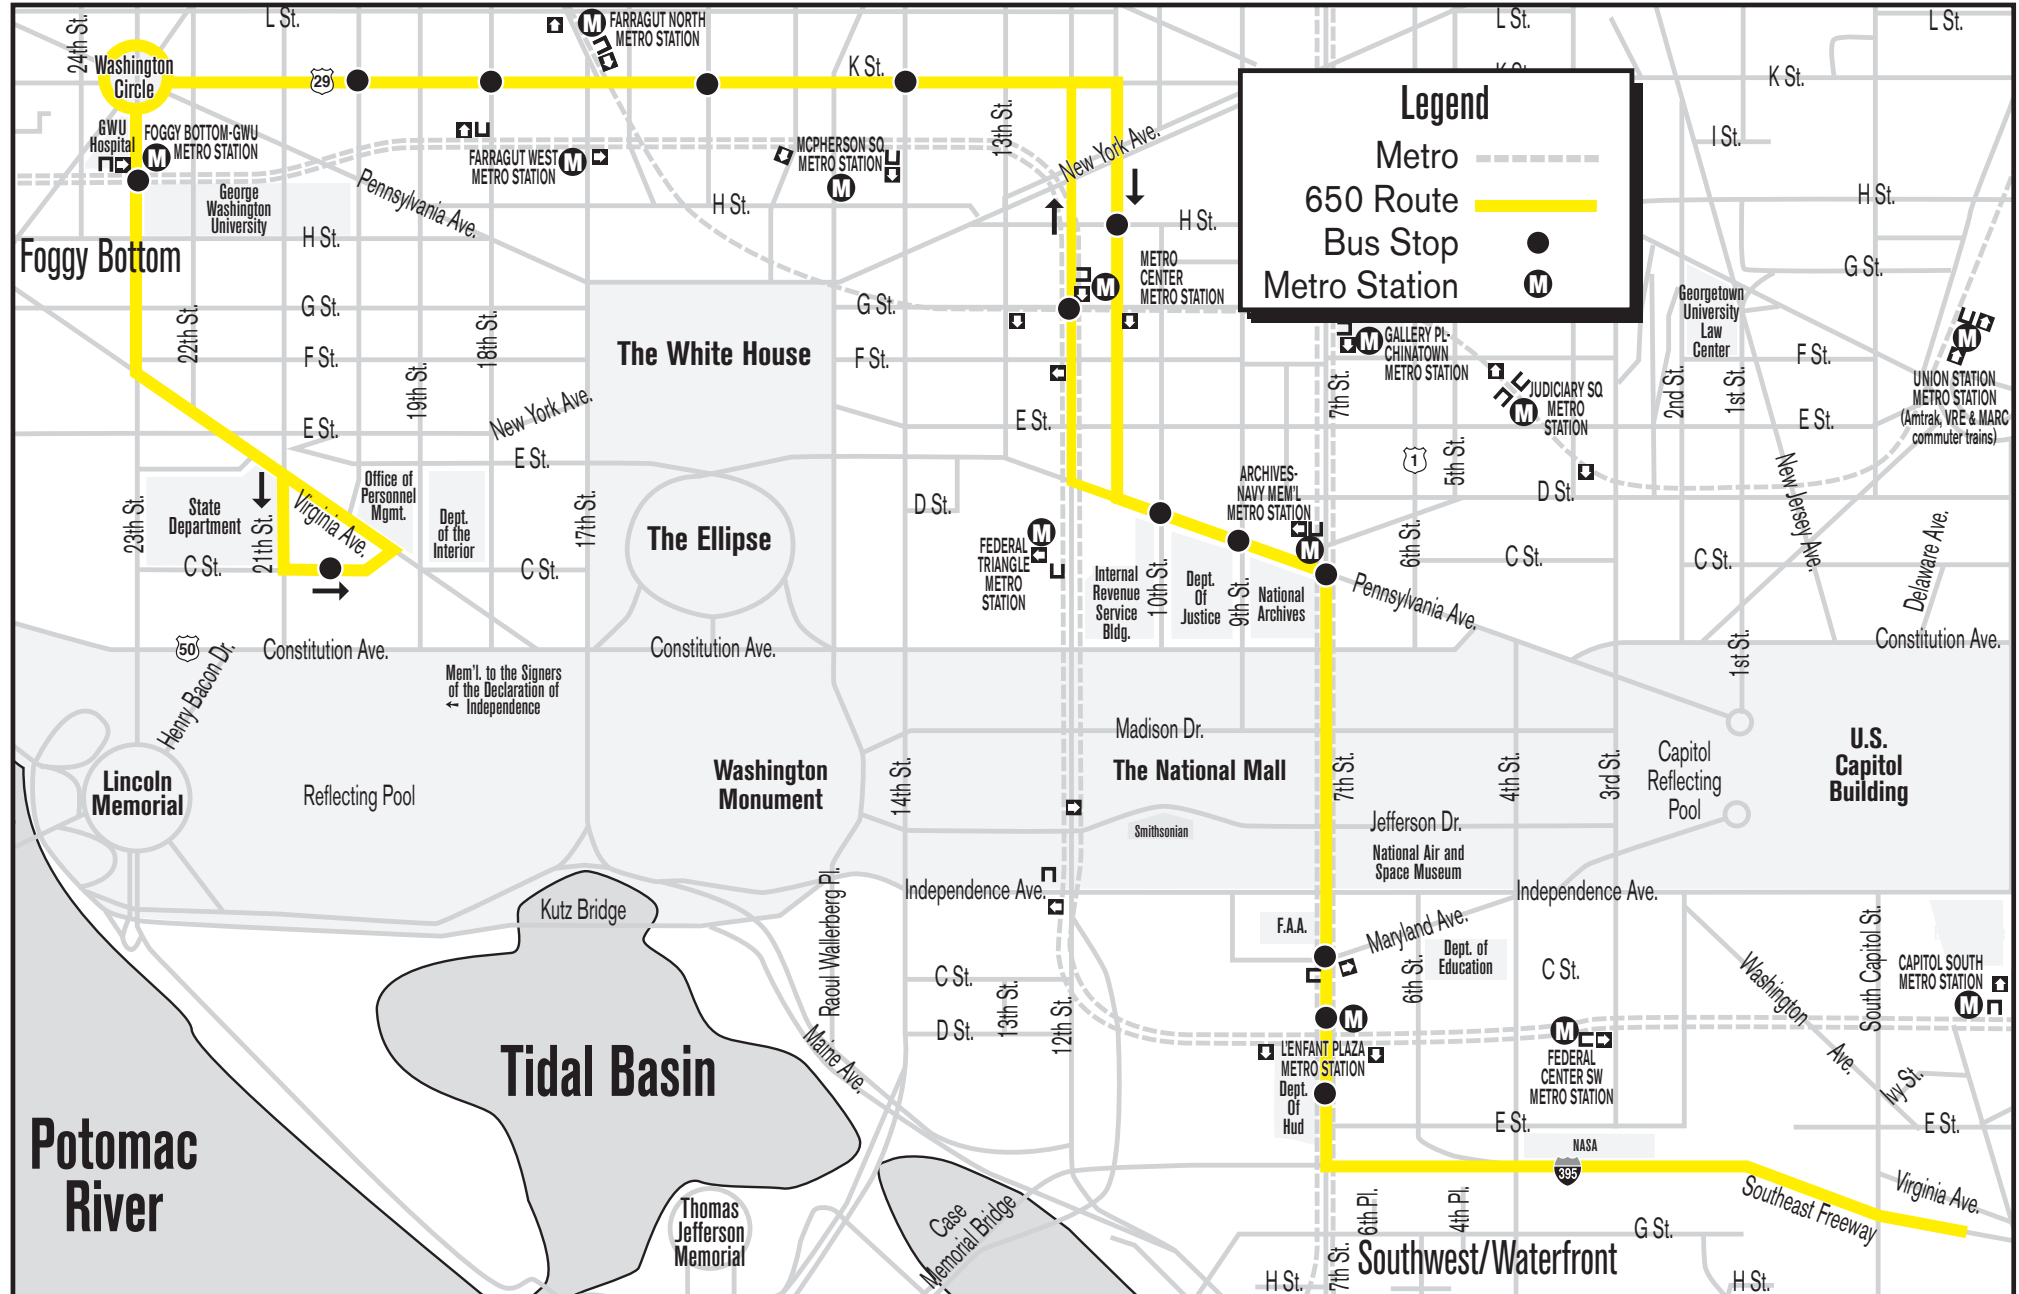 24th St.
L St.
FARRAGUT NORTH
METRO STATION
L St.
L St.
Washington
Circle
29
K St.
K St.
GWU
Hospital
FOGGY BOTTOM-GWU
METRO STATION
FARRAGUT WEST
METRO STATION
MCPHERSON SQ
METRO STATION
13th St.
New York Ave.
Legend
Metro
650 Route
Bus Stop
Metro Station
M
I St.
H St.
G St.
George
Washington
University
Pennsylvania Ave.
H St.
H St.
H St.
Foggy Bottom
METRO
CENTER
METRO STATION
G St.
G St.
22th St.
18th St.
F St.
F St.
19th St.
The White House
New York Ave.
E St.
E St.
E St.
GALLERY PL-
CHINATOWN
METRO STATION
7th St.
JUDICIARY SQ
METRO
STATION
Georgetown
University
Law
Center
2nd St.
1st St.
F St.
E St.
UNION STATION
METRO STATION
(Amtrak, VRE & MARC
commuter trains)
1
5th St.
D St.
New Jersey Ave.
Delaware Ave.
23th St.
State
Department
21th St.
Virginia Ave.
Office of
Personnel
Mgmt.
Dept.
of the
Interior
17th St.
The Ellipse
D St.
ARCHIVES-
NAVY MEM'L
METRO STATION
FEDERAL
TRIANGLE
METRO
STATION
Internal
Revenue
Service
Bldg.
10th St.
Dept.
Of
Justice
9th St.
National
Archives
6th St.
C St.
C St.
C St.
C St.
Pennsylvania Ave.
50
Henry Bacon Dr.
Constitution Ave.
Constitution Ave.
Constitution Ave.
1st St.
Mem'l. to the Signers
of the Declaration of
Independence
Lincoln
Memorial
Reflecting Pool
Washington
Monument
14th St.
Madison Dr.
The National Mall
7th St.
4th St.
3rd St.
Capitol
Reflecting
Pool
U.S.
Capitol
Building
Smithsonian
Jefferson Dr.
National Air and
Space Museum
Kutz Bridge
Raoul Wallerberg Pl.
Independence Ave.
Independence Ave.
F.A.A.
Maryland Ave.
6th St.
Dept. of
Education
C St.
C St.
D St.
13th St.
12th St.
Maine Ave.
Washington
Ave.
South Capitol St.
CAPITOL SOUTH
METRO STATION
L'ENFANT PLAZA
METRO STATION
Dept.
Of
Hud
FEDERAL
CENTER SW
METRO STATION
Ivy St.
E St.
E St.
NASA
395
Tidal Basin
Potomac
River
Thomas
Jefferson
Memorial
Case
Memorial Bridge
6th Pl.
4th Pl.
7th St.
Southeast Freeway
Virginia Ave.
G St.
Southwest/Waterfront
H St.
H St.